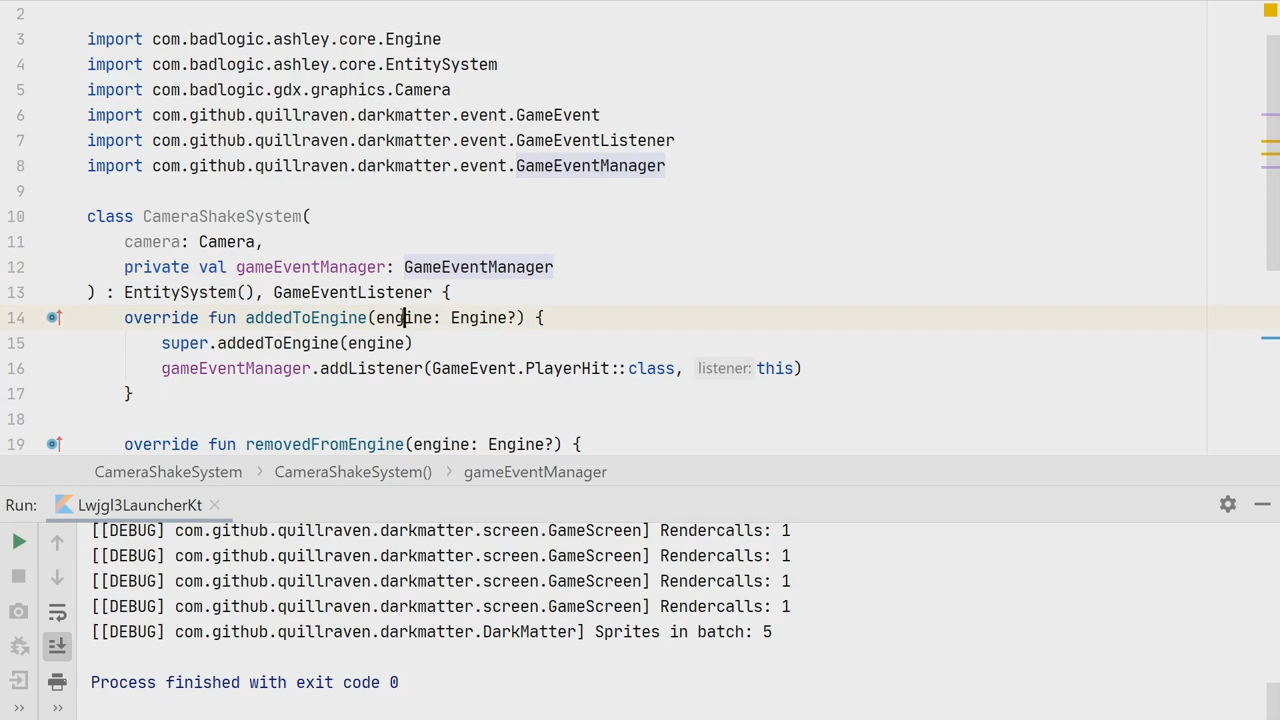 2
3 import com.badlogic.ashley.core.Engine
4 import com.badlogic.ashley.core.EntitySystem
5 import com.badlogic.gdx.graphics.Camera
6 import com.github.quillraven.darkmatter.event.GameEvent
7 import com.github.quillraven.darkmatter.event.GameEventListener
8 import com.github.quillraven.darkmatter.event.GameEventManager
9
10 class CameraShakeSystem(
11 camera: Camera,
12 private val gameEventManager: GameEventManager
13 ) : EntitySystem(), GameEventListener {
14 override fun addedToEngine(engine: Engine?) {
15 super.addedToEngine(engine)
16 gameEventManager.addListener(GameEvent.PlayerHit::class, listener: this)
17 }
18
19 override fun removedFromEngine(engine: Engine?) {
CameraShakeSystem > CameraShakeSystem() > gameEventManager
Run: Lwjgl3LauncherKt
[[DEBUG] com.github.quillraven.darkmatter.screen.GameScreen] Rendercalls: 1
[[DEBUG] com.github.quillraven.darkmatter.screen.GameScreen] Rendercalls: 1
[[DEBUG] com.github.quillraven.darkmatter.screen.GameScreen] Rendercalls: 1
[[DEBUG] com.github.quillraven.darkmatter.screen.GameScreen] Rendercalls: 1
[[DEBUG] com.github.quillraven.darkmatter.DarkMatter] Sprites in batch: 5
Process finished with exit code 0